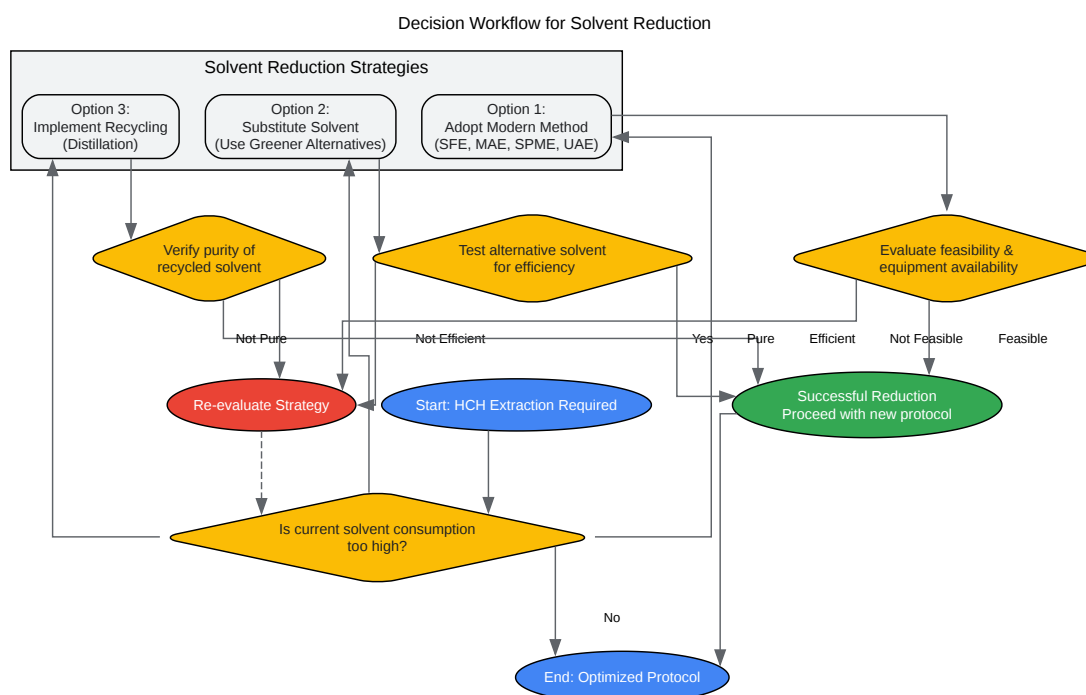 Decision Workflow for Solvent Reduction
Solvent Reduction Strategies
Option 3:
Implement Recycling
(Distillation)
Option 2:
Substitute Solvent
(Use Greener Alternatives)
Option 1:
Adopt Modern Method
(SFE, MAE, SPME, UAE)
Verify purity of
recycled solvent
Test alternative solvent
for efficiency
Evaluate feasibility &
equipment availability
Not Pure
Not Efficient
Yes
Pure
Efficient
Not Feasible
Feasible
Re-evaluate Strategy
Start: HCH Extraction Required
Successful Reduction
Proceed with new protocol
Is current solvent consumption
too high?
No
End: Optimized Protocol